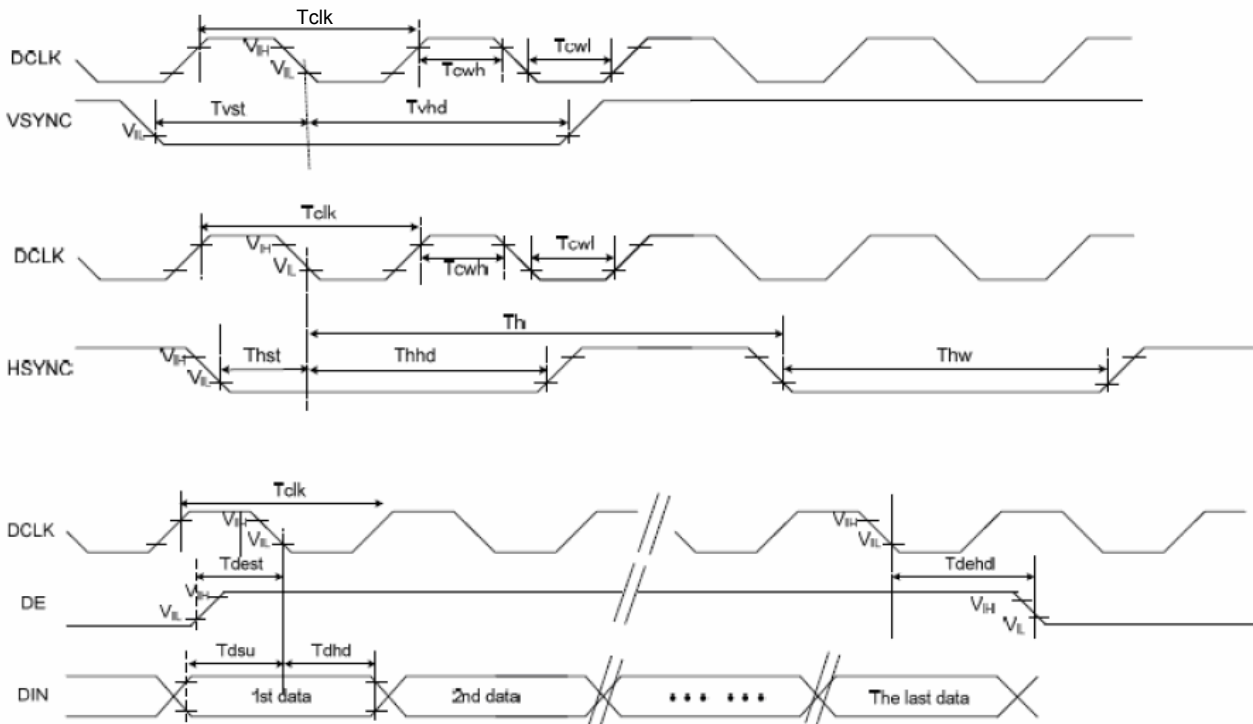 Tclk
DCLK
VIH
VIL
Tcwh
Tcwl
VSYNC
VIL
Tvst
Tvhd
Tclk
DCLK
VIH
VIL
Tcwh
Tcwl
Th
HSYNC
VIH
VIL
Thst
Thhd
Thw
Tclk
DCLK
VIH
VIL
VIH
VIL
Tdest
Tdehd
DE
VIH
VIL
VIH
VIL
Tdsu
Tdhd
DIN
1st data
2nd data
••• •••
The last data